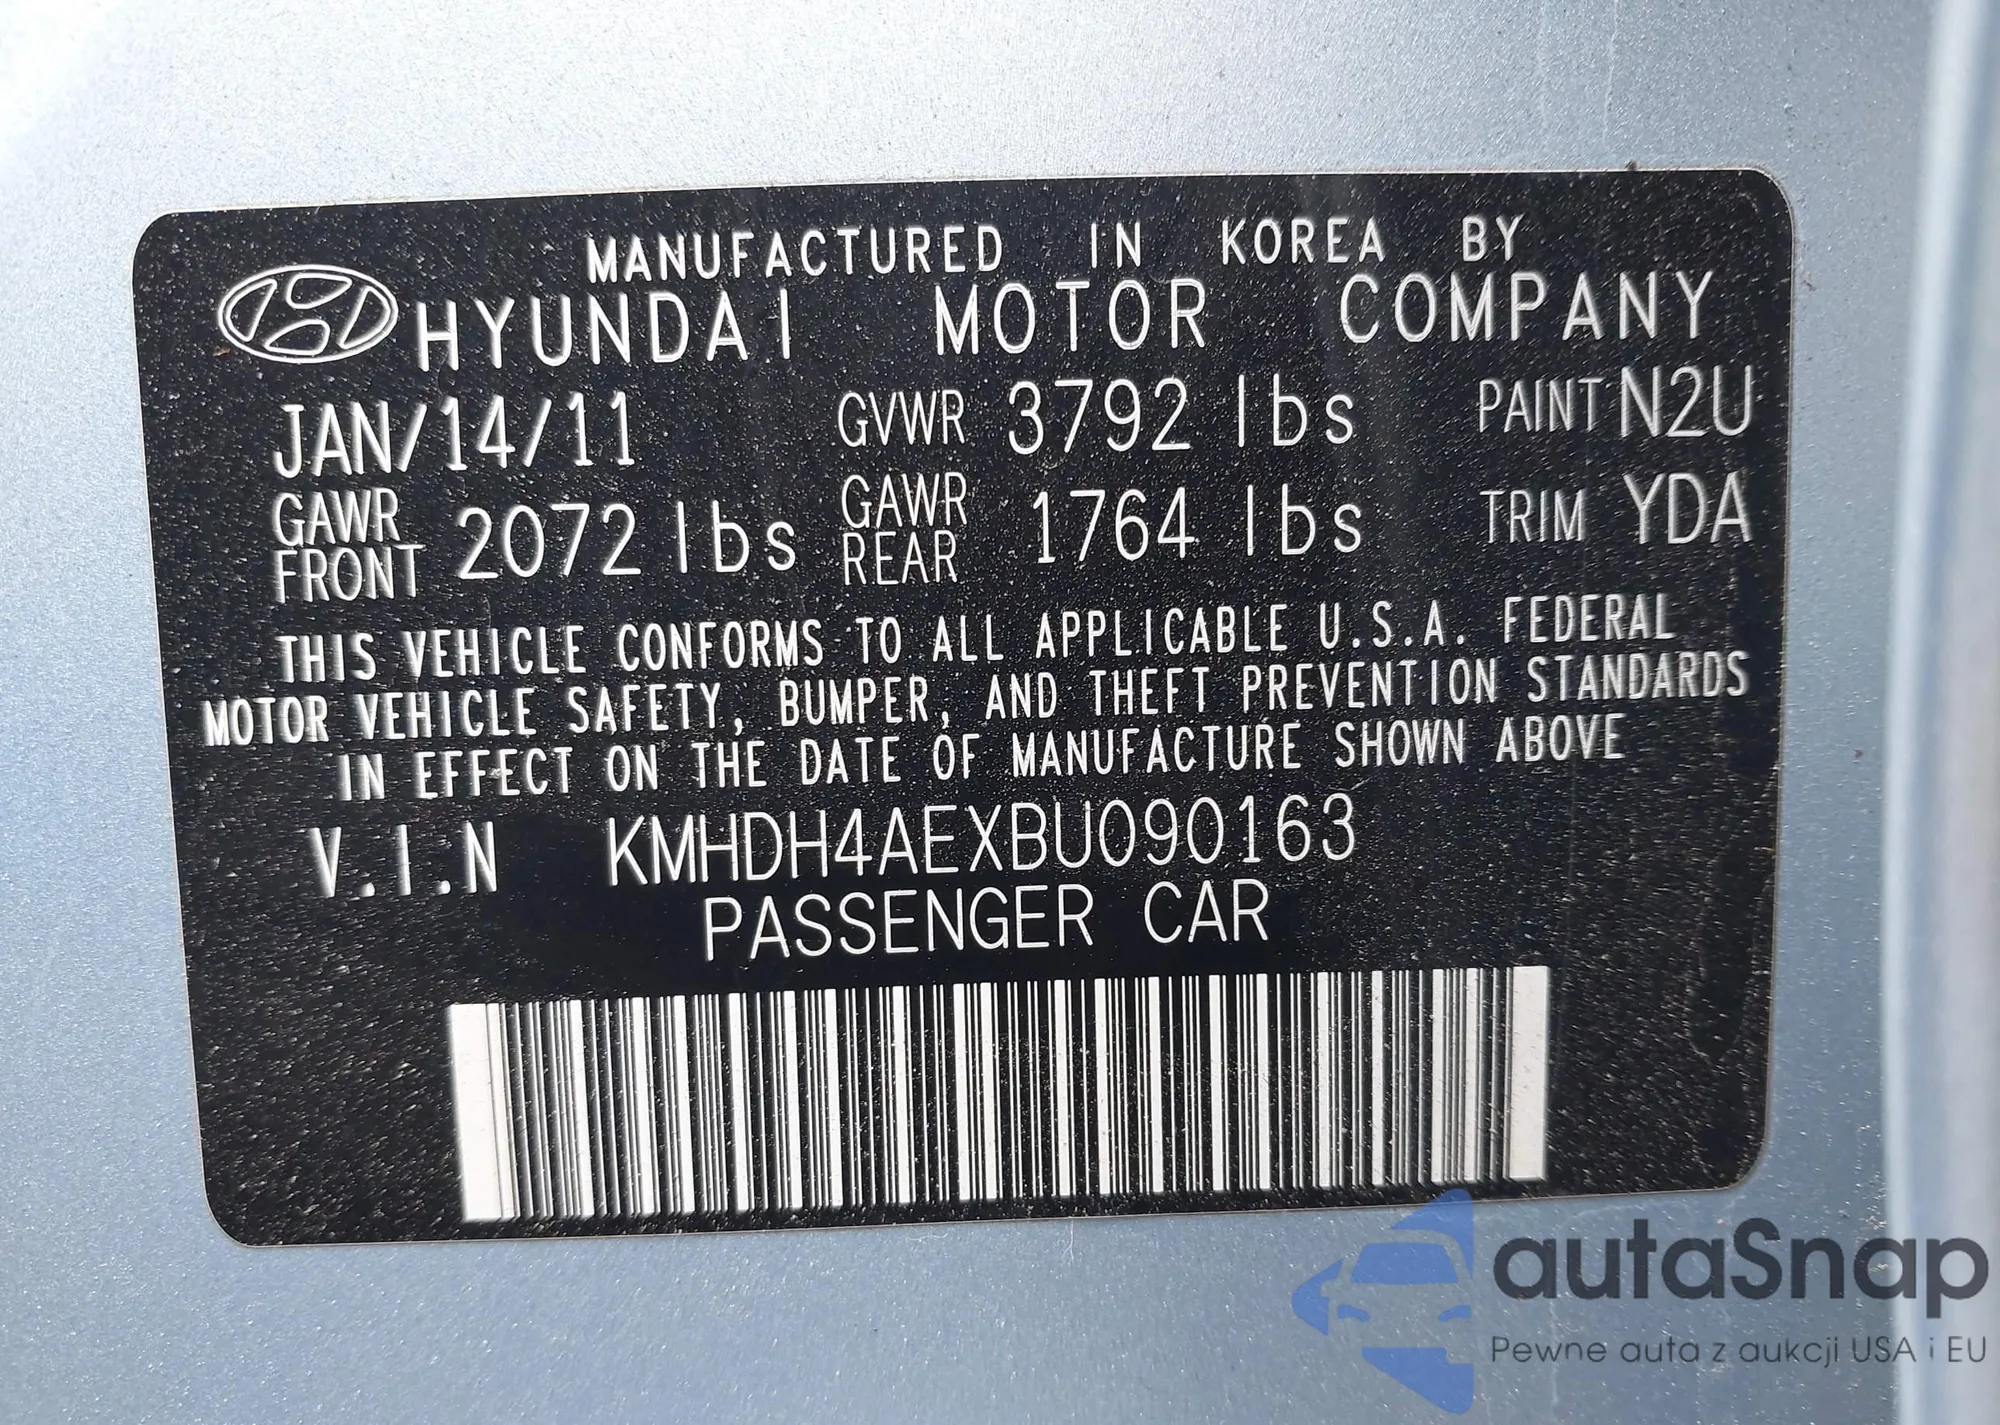 MANUFACTURED IN KOREA BY
HYUNDAI MOTOR COMPANY
JAN/14/11 GVWR 3792 lbs PAINT N2U
GAWR FRONT 2072 lbs GAWR REAR 1764 lbs TRIM YDA
THIS VEHICLE CONFORMS TO ALL APPLICABLE U.S.A. FEDERAL
MOTOR VEHICLE SAFETY, BUMPER, AND THEFT PREVENTION STANDARDS
IN EFFECT ON THE DATE OF MANUFACTURE SHOWN ABOVE
V.I.N KMHDH4AEXBU090163
PASSENGER CAR
autaSnap
Pewne auta z aukcji USA i EU